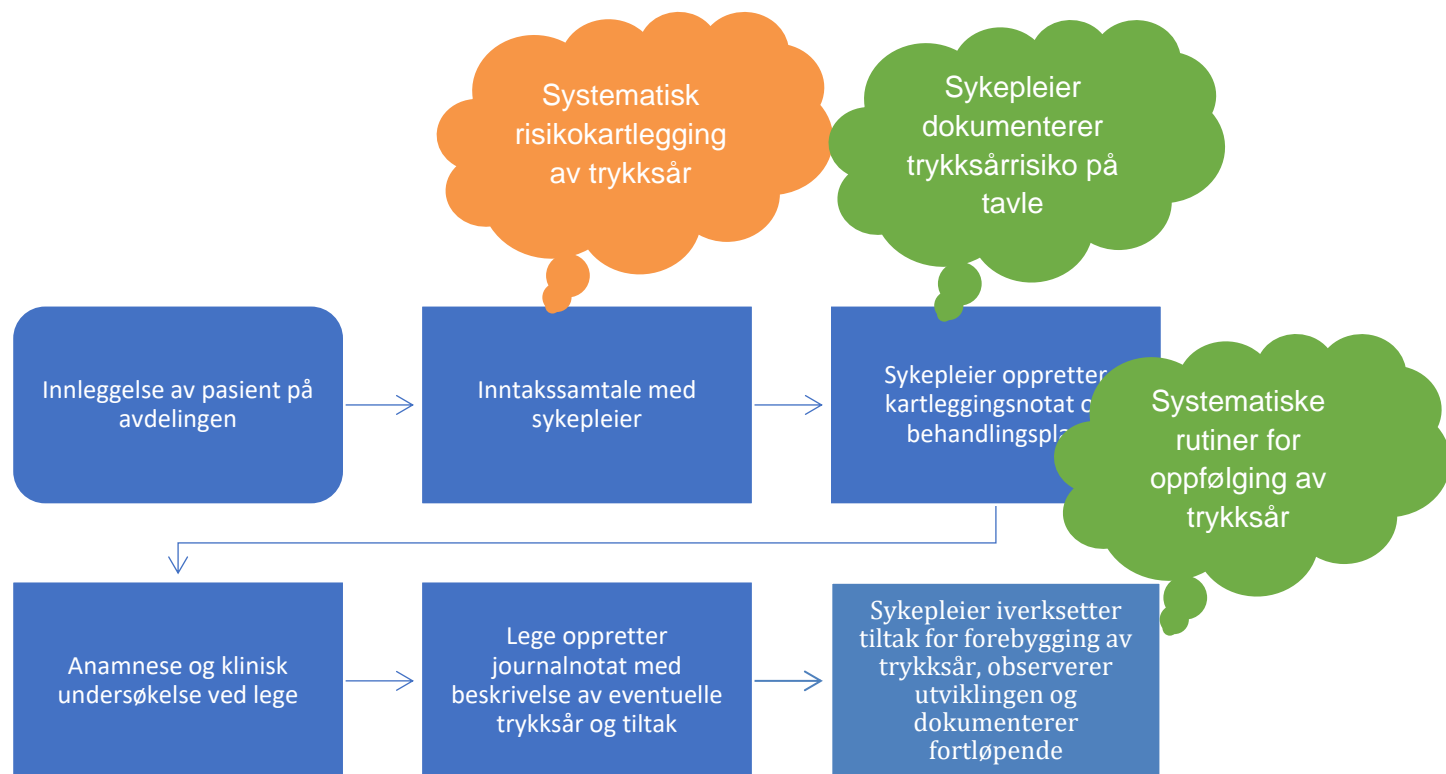 Systematisk
risikokartlegging
av trykksår
Sykepleier
dokumenterer
trykksårrisiko på
tavle
Innleggelse av pasient på
avdelingen
Inntakssamtale med
sykepleier
Sykepleier oppretter
kartleggingsnotat o
behandlingspla
Systematiske
rutiner for
oppfølging av
trykksår
Anamnese og klinisk
undersøkelse ved lege
Lege oppretter
journalnotat med
beskrivelse av eventuelle
trykksår og tiltak
Sykepleier iverksetter
tiltak for forebygging av
trykksår, observerer
utviklingen og
dokumenterer
fortløpende